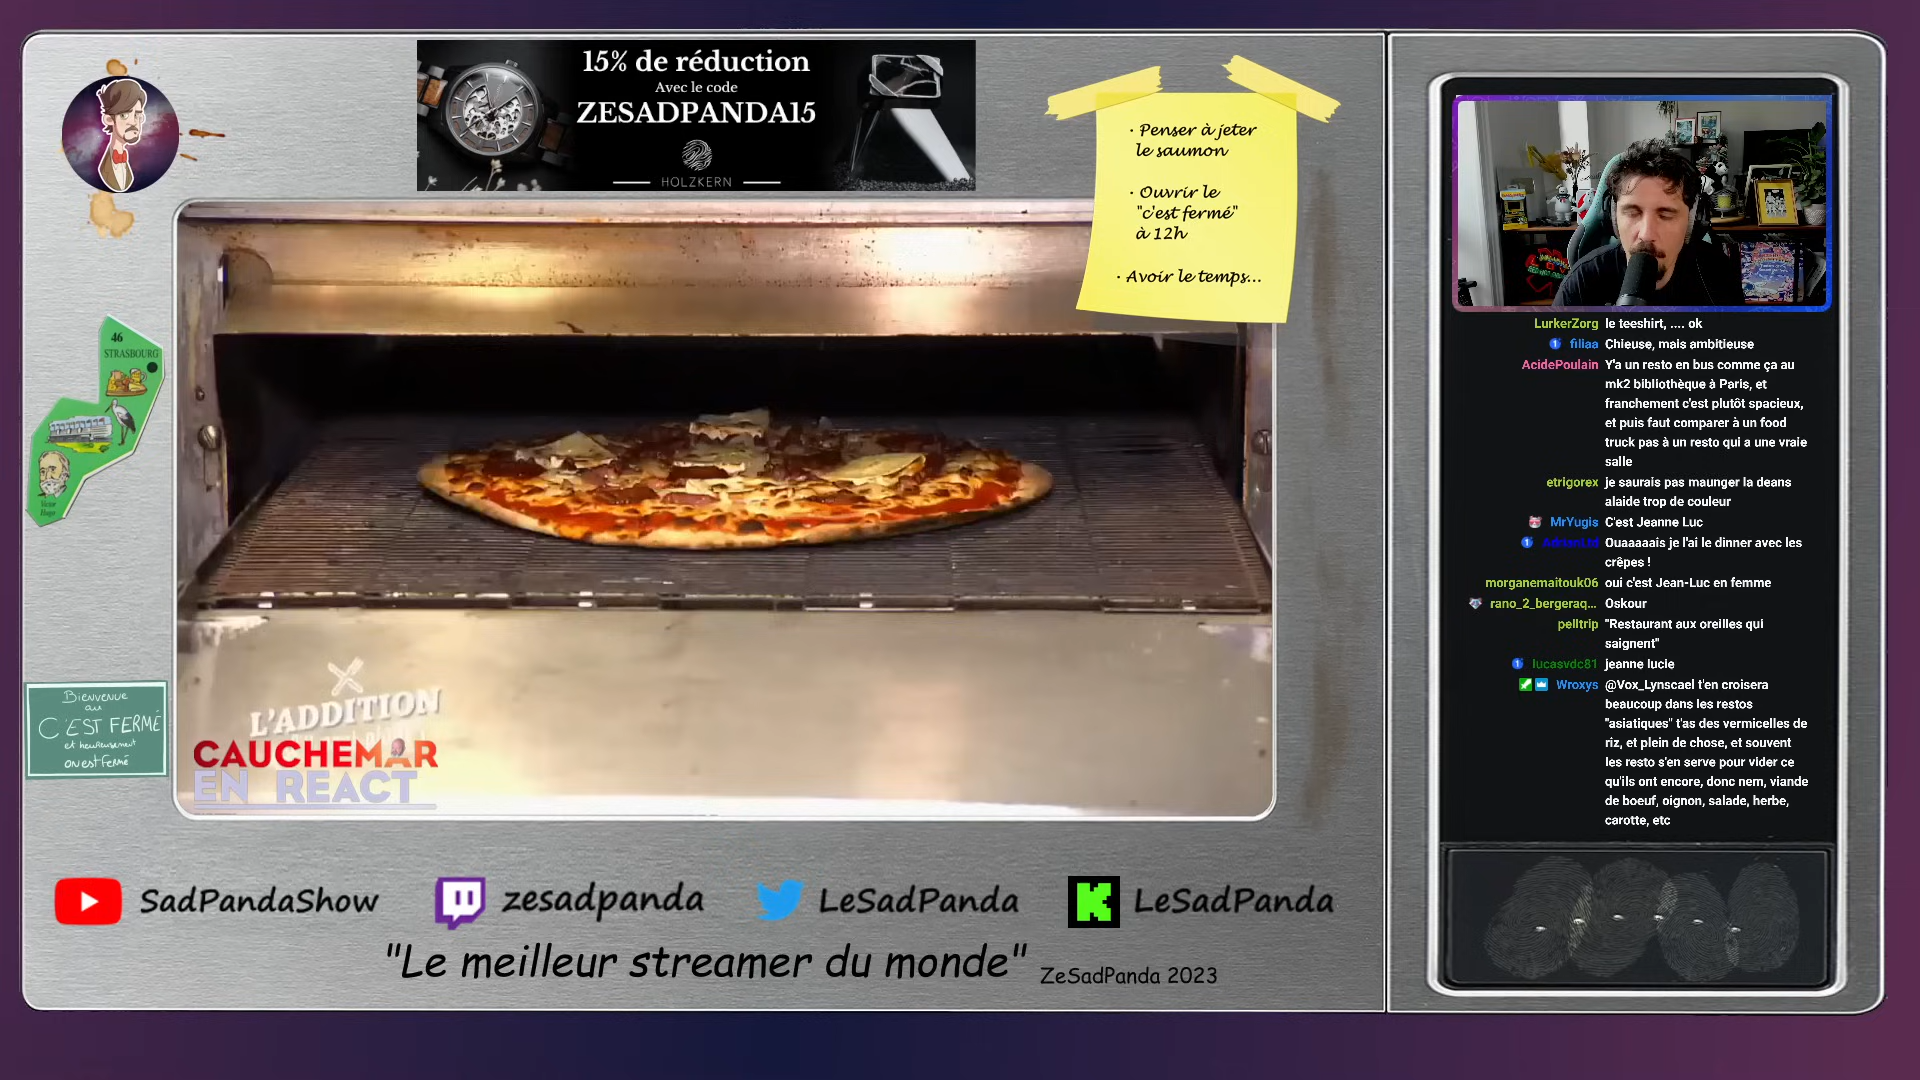 15% de réduction
Avec le code
ZESADPANDA15
HOLZKERN
· Penser à jeter
le saumon
· Ouvrir le
"c'est fermé"
à 12h
· Avoir le temps...
46
STRASBOURG
Victor
Hugo
Bienvenue
au
C'EST FERMÉ
et heureusement
on est fermé
L'ADDITION
CAUCHEMAR
EN REACT
LurkerZorg le teeshirt, .... ok
filiaa Chieuse, mais ambitieuse
AcidePoulain Y'a un resto en bus comme ça au
mk2 bibliothèque à Paris, et
franchement c'est plutôt spacieux,
et puis faut comparer à un food
truck pas à un resto qui a une vraie
salle
etrigorex je saurais pas maunger la deans
alaide trop de couleur
MrYugis C'est Jeanne Luc
Ouaaaaais je l'ai le dinner avec les
crêpes !
morganemaitouk06 oui c'est Jean-Luc en femme
rano_2_bergeraq... Oskour
pelltrip "Restaurant aux oreilles qui
saignent"
lucasvdc81 jeanne lucie
Wroxys @Vox_Lynscael t'en croisera
beaucoup dans les restos
"asiatiques" t'as des vermicelles de
riz, et plein de chose, et souvent
les resto s'en serve pour vider ce
qu'ils ont encore, donc nem, viande
de boeuf, oignon, salade, herbe,
carotte, etc
SadPandaShow
zesadpanda
LeSadPanda
LeSadPanda
"Le meilleur streamer du monde" ZeSadPanda 2023